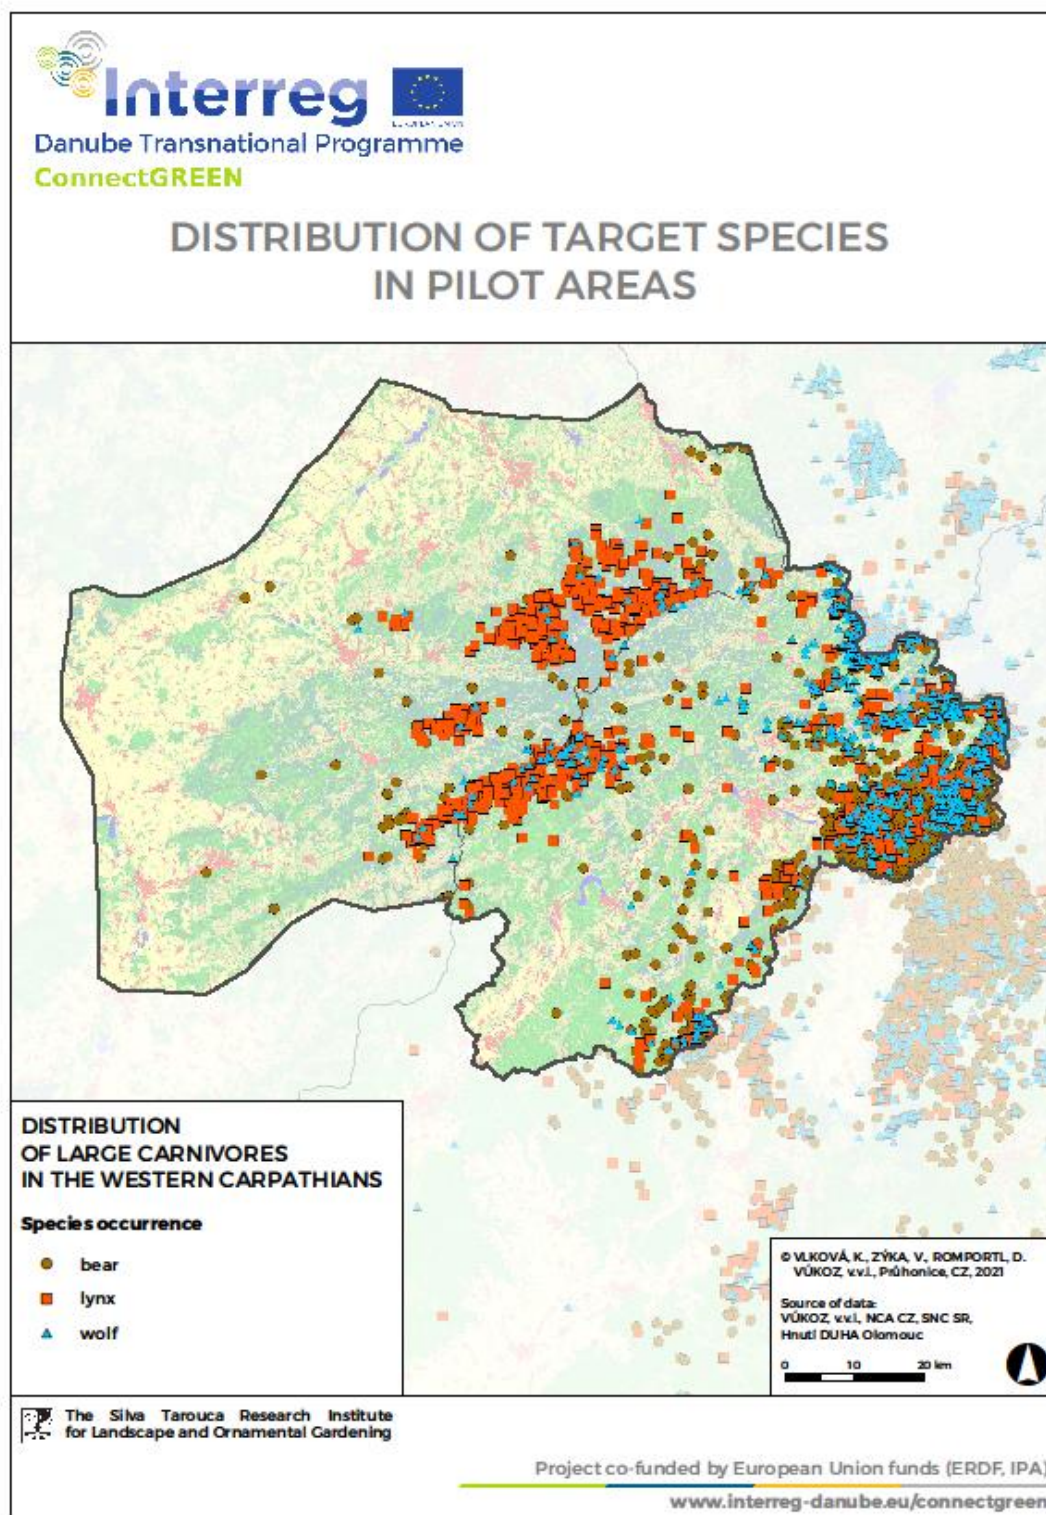 Interreg
EUROPEAN UNION
Danube Transnational Programme
ConnectGREEN
DISTRIBUTION OF TARGET SPECIES
IN PILOT AREAS
DISTRIBUTION
OF LARGE CARNIVORES
IN THE WESTERN CARPATHIANS
Species occurrence
bear
lynx
wolf
© VLKOVÁ, K., ZÝKA, V., ROMPORTL, D.
VÚKOZ, v.v.i., Průhonice, CZ, 2021
Source of data:
VÚKOZ, v.v.i., NCA CZ, SNC SR,
Hnutí DUHA Olomouc
0 10 20 km
The Silva Tarouca Research Institute
for Landscape and Ornamental Gardening
Project co-funded by European Union funds (ERDF, IPA)
www.interreg-danube.eu/connectgreen